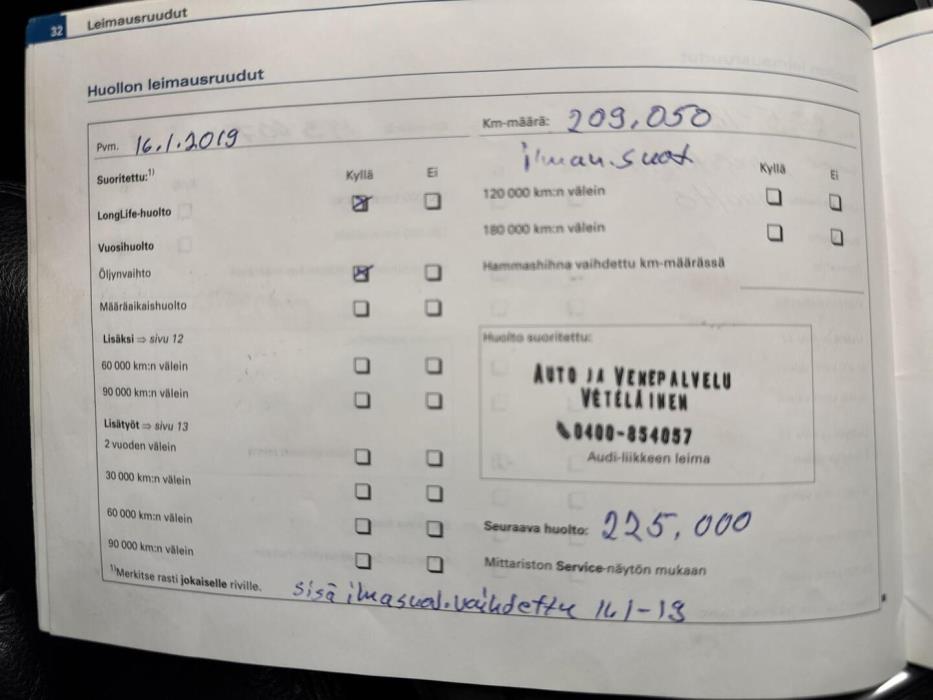 32 Leimausruudut
Huollon leimausruudut
Pvm. 16.1.2019
Suoritettu:1) Kyllä Ei
LongLife-huolto
Vuosihuolto
Öljynvaihto
Määräaikaishuolto
Lisäksi ⇒ sivu 12
60 000 km:n välein
90 000 km:n välein
Lisätyöt ⇒ sivu 13
2 vuoden välein
30 000 km:n välein
60 000 km:n välein
90 000 km:n välein
1)Merkitse rasti jokaiselle riville.
Km-määrä: 209.050
ilman.suot
Kyllä Ei
120 000 km:n välein
180 000 km:n välein
Hammashihna vaihdettu km-määrässä
Huolto suoritettu:
AUTO JA VENEPALVELU
VETELÄINEN
0400-854057
Audi-liikkeen leima
Seuraava huolto: 225.000
Mittariston Service-näytön mukaan
sisä ilmasuod.vaihdettu 16.1-19